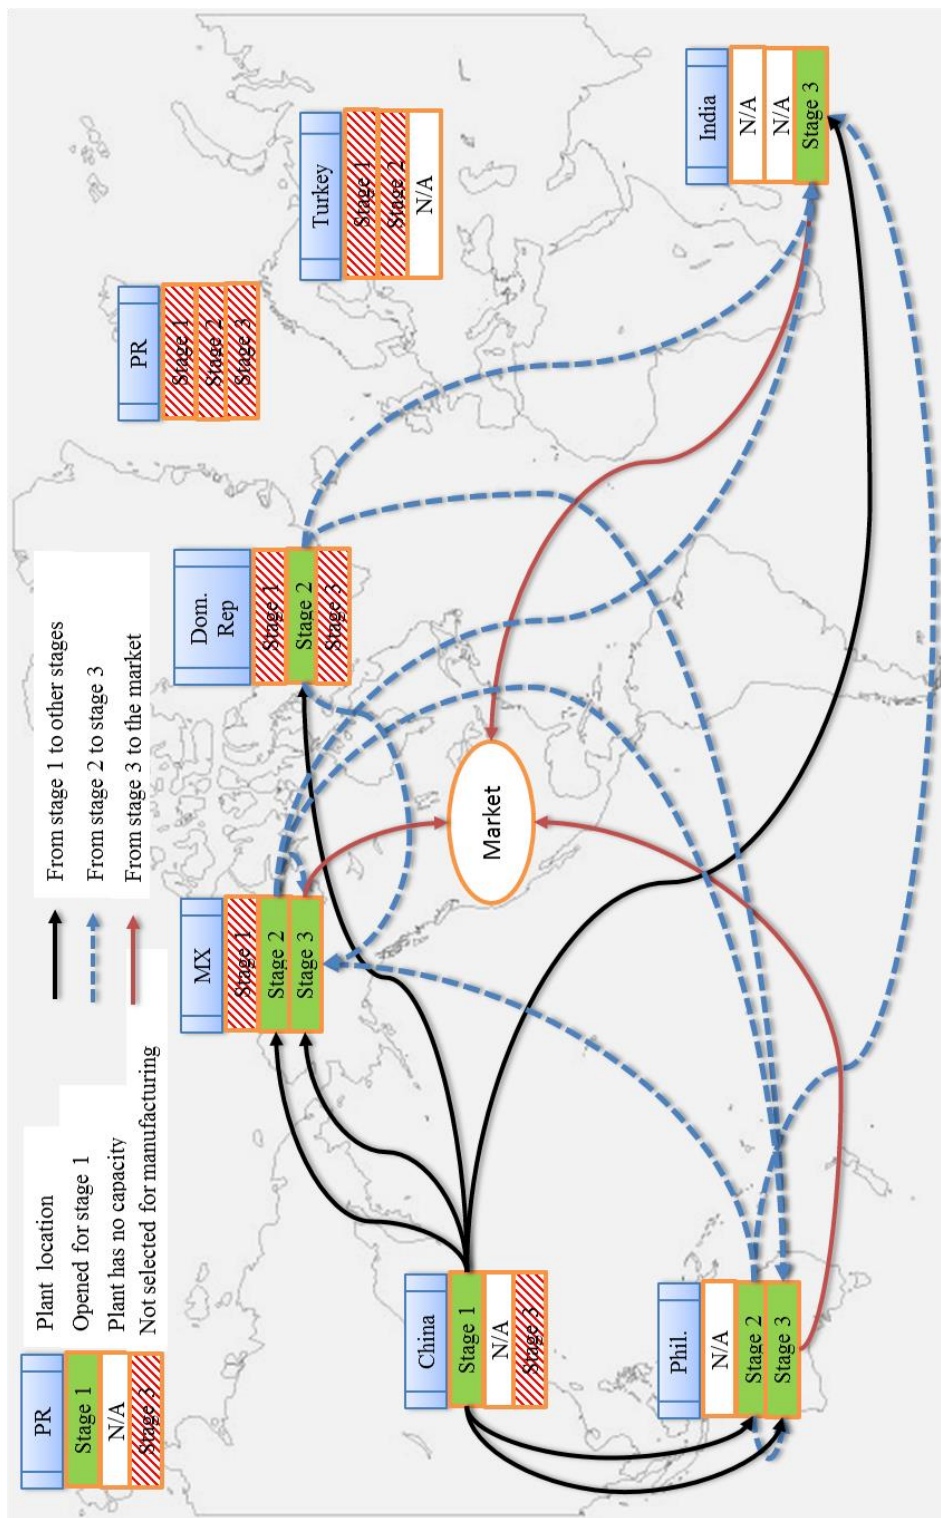 PR
Stage 1
N/A
Stage 3
Plant location
Opened for stage 1
Plant has no capacity
Not selected for manufacturing
From stage 1 to other stages
From stage 2 to stage 3
From stage 3 to the market
MX
Stage 1
Stage 2
Stage 3
Dom.
Rep
Stage 1
Stage 2
Stage 3
PR
Stage 1
Stage 2
Stage 3
Turkey
Stage 1
Stage 2
N/A
China
Stage 1
N/A
Stage 3
Market
Phil.
N/A
Stage 2
Stage 3
India
N/A
N/A
Stage 3